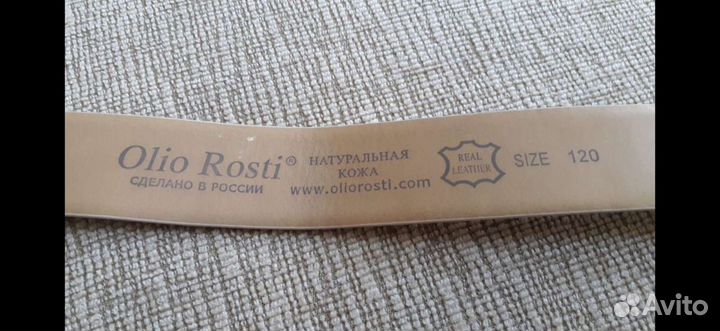 Olio Rosti®
СДЕЛАНО В РОССИИ
НАТУРАЛЬНАЯ
КОЖА
www.oliorosti.com
REAL
LEATHER
SIZE 120
Avito